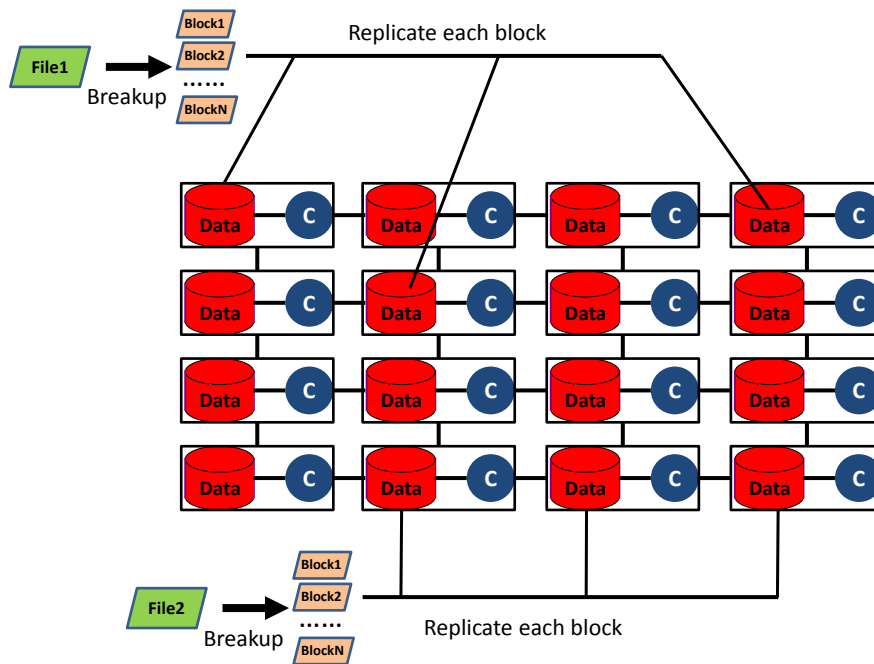 Block1
Replicate each block
File1
Block2
Breakup
......
BlockN
Data C Data C Data C Data C
Data C Data C Data C Data C
Data C Data C Data C Data C
Data C Data C Data C Data C
Block1
File2
Block2
......
Breakup
Replicate each block
BlockN